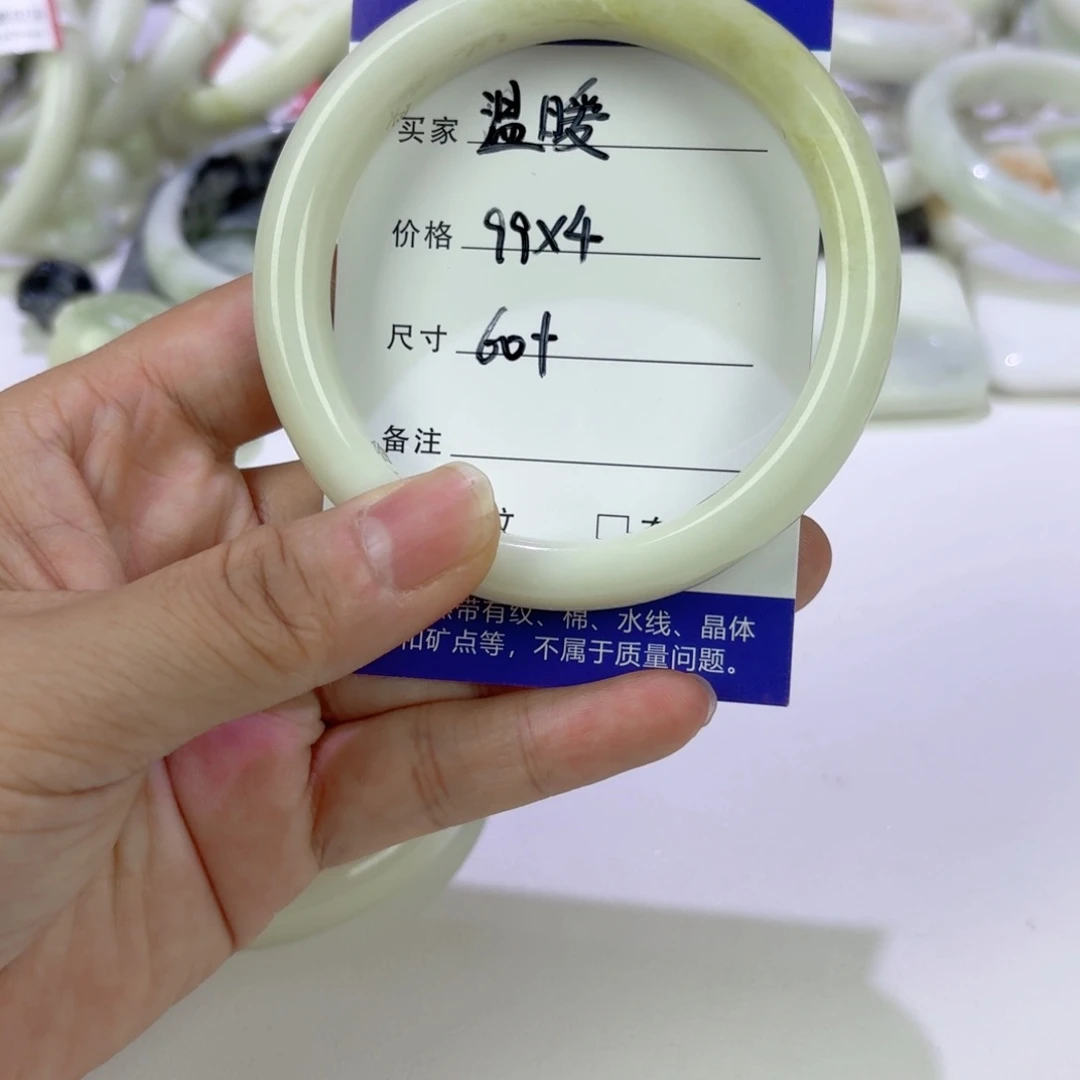 买家 温暖
价格 99X4
尺寸 60+
备注
纹 □
带有纹、棉、水线、晶体
和矿点等，不属于质量问题。